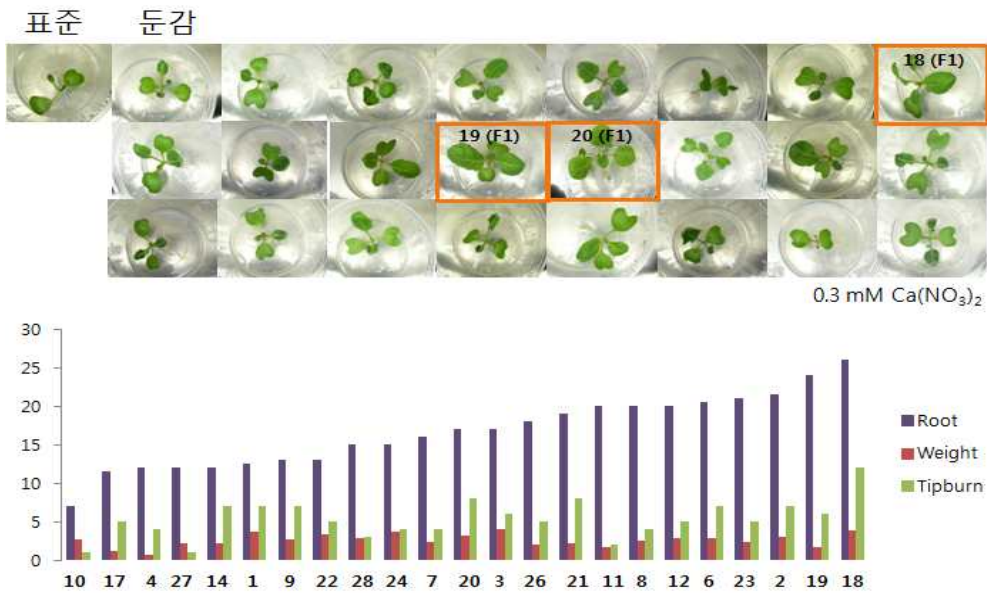 표준 둔감
18 (F1)
19 (F1) 20 (F1)
0.3 mM Ca(NO₃)₂
30
25
20
15
10
5
0
Root
Weight
Tipburn
10 17 4 27 14 1 9 22 28 24 7 20 3 26 21 11 8 12 6 23 2 19 18